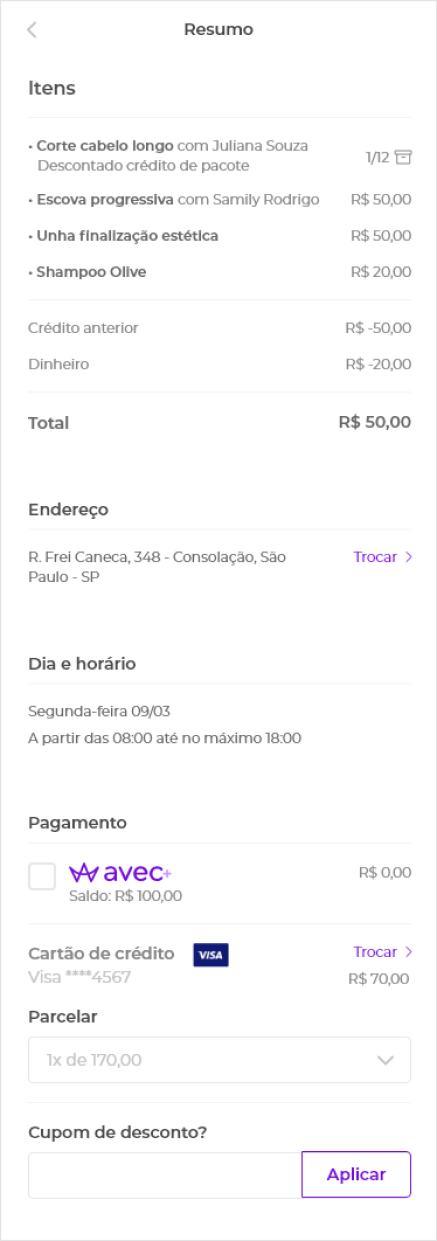 Resumo
Itens
• Corte cabelo longo com Juliana Souza
Descontado crédito de pacote
1/12
• Escova progressiva com Samily Rodrigo R$ 50,00
• Unha finalização estética R$ 50,00
• Shampoo Olive R$ 20,00
Crédito anterior R$ -50,00
Dinheiro R$ -20,00
Total R$ 50,00
Endereço
R. Frei Caneca, 348 - Consolação, São Trocar
Paulo - SP
Dia e horário
Segunda-feira 09/03
A partir das 08:00 até no máximo 18:00
Pagamento
avec+ R$ 0,00
Saldo: R$ 100,00
Cartão de crédito VISA Trocar
Visa ****4567 R$ 70,00
Parcelar
1x de 170,00
Cupom de desconto?
Aplicar